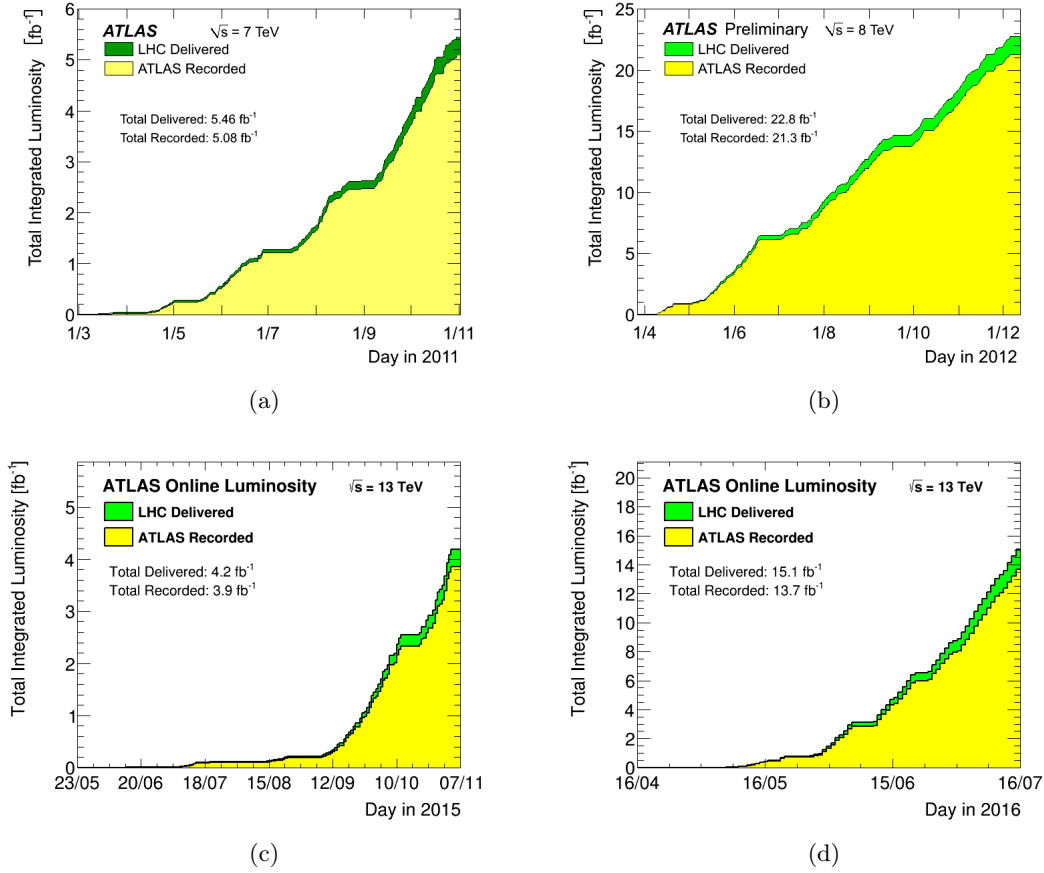 ATLAS √s = 7 TeV
LHC Delivered
ATLAS Recorded
Total Delivered: 5.46 fb⁻¹
Total Recorded: 5.08 fb⁻¹
Total Integrated Luminosity [fb⁻¹]
6
5
4
3
2
1
0
1/3 1/5 1/7 1/9 1/11
Day in 2011
(a)
ATLAS Preliminary √s = 8 TeV
LHC Delivered
ATLAS Recorded
Total Delivered: 22.8 fb⁻¹
Total Recorded: 21.3 fb⁻¹
Total Integrated Luminosity [fb⁻¹]
25
20
15
10
5
0
1/4 1/6 1/8 1/10 1/12
Day in 2012
(b)
ATLAS Online Luminosity √s = 13 TeV
LHC Delivered
ATLAS Recorded
Total Delivered: 4.2 fb⁻¹
Total Recorded: 3.9 fb⁻¹
Total Integrated Luminosity [fb⁻¹]
5
4
3
2
1
0
23/05 20/06 18/07 15/08 12/09 10/10 07/11
Day in 2015
(c)
ATLAS Online Luminosity √s = 13 TeV
LHC Delivered
ATLAS Recorded
Total Delivered: 15.1 fb⁻¹
Total Recorded: 13.7 fb⁻¹
Total Integrated Luminosity [fb⁻¹]
20
18
16
14
12
10
8
6
4
2
0
16/04 16/05 15/06 16/07
Day in 2016
(d)